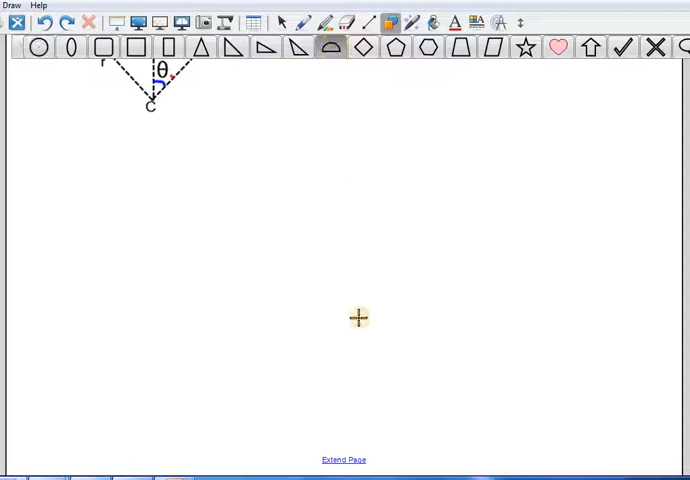 Draw Help
A
r θ
C
Extend Page